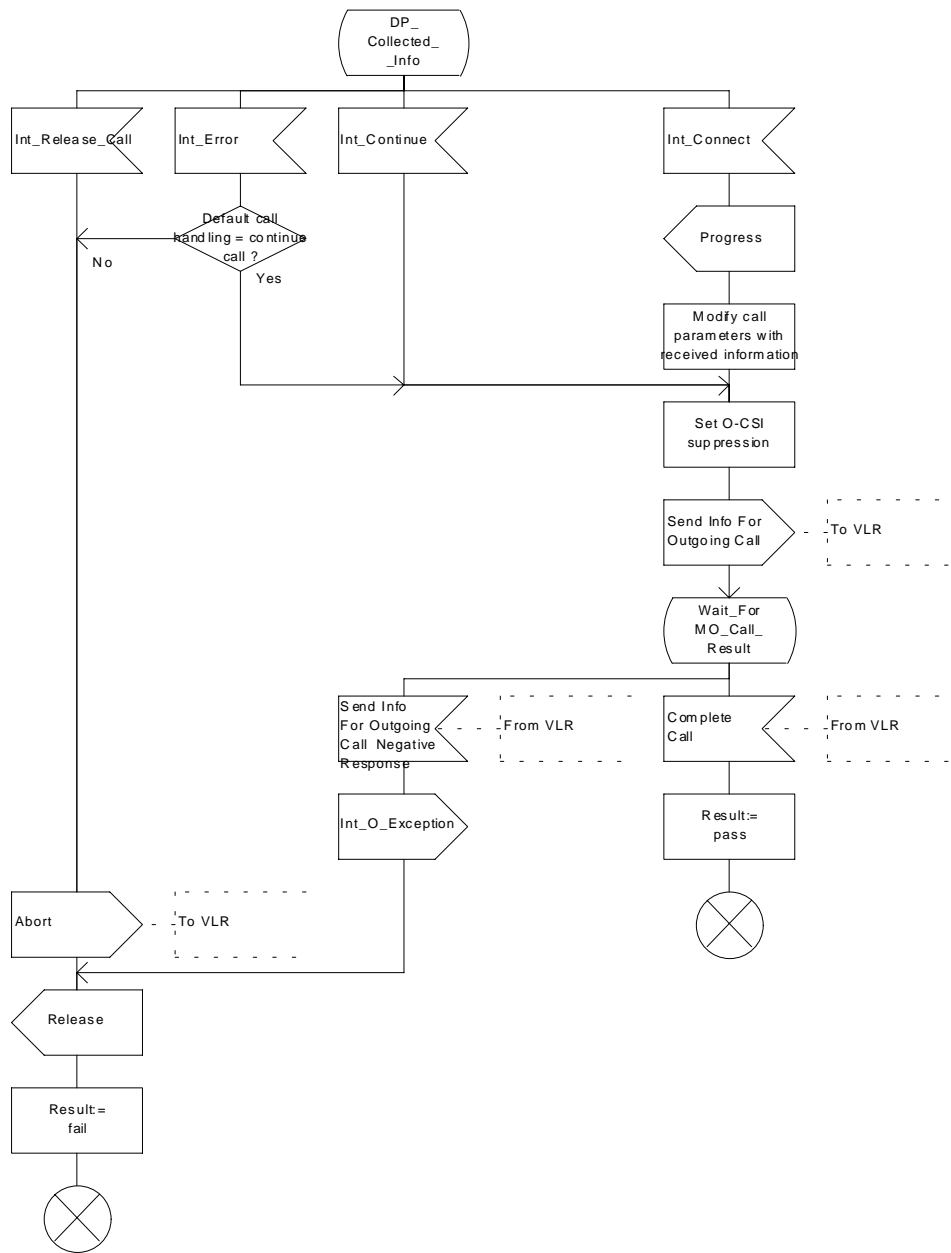 DP_
Collected_
_Info
Int_Release_Call
Int_Error
Int_Continue
Int_Connect
Default call
handling = continue
call ?
No
Yes
Progress
Modify call
parameters with
received information
Set O-CSI
suppression
Send Info For
Outgoing Call
To VLR
Wait_For
MO_Call_
Result
Send Info
For Outgoing
Call Negative
Response
From VLR
Complete
Call
From VLR
Int_O_Exception
Result:=
pass
Abort
To VLR
Release
Result:=
fail